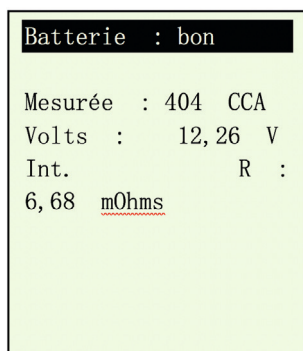 Batterie : bon
Mesurée : 404 CCA
Volts : 12,26 V
Int. R :
6,68 mOhms